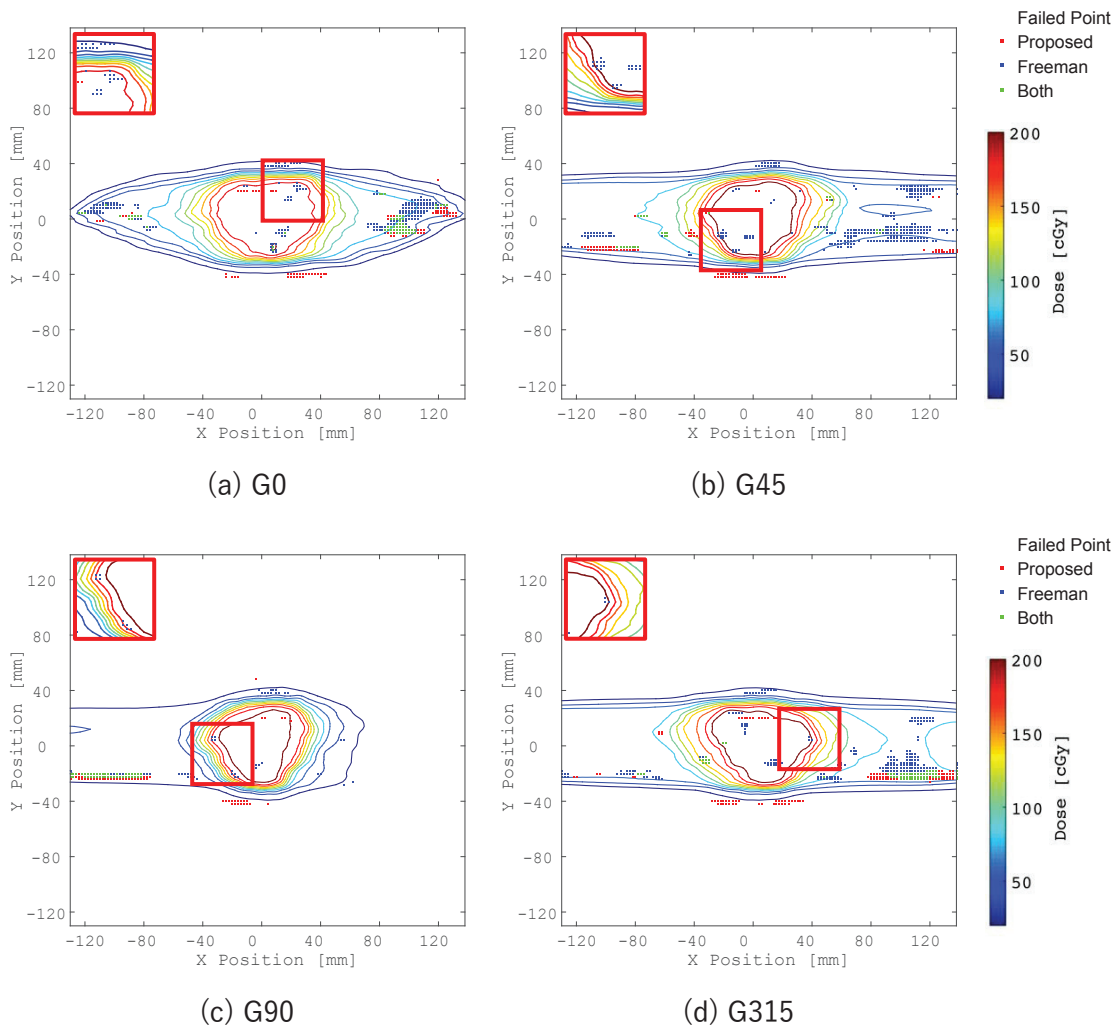 Failed Point
Proposed
Freeman
Both
120
80
40
0
-40
-80
-120
Y Position [mm]
-120
-80
-40
0
40
80
120
X Position [mm]
(a) G0
120
80
40
0
-40
-80
-120
Y Position [mm]
-120
-80
-40
0
40
80
120
X Position [mm]
(b) G45
200
150
100
50
Dose [cGy]
Failed Point
Proposed
Freeman
Both
120
80
40
0
-40
-80
-120
Y Position [mm]
-120
-80
-40
0
40
80
120
X Position [mm]
(c) G90
120
80
40
0
-40
-80
-120
Y Position [mm]
-120
-80
-40
0
40
80
120
X Position [mm]
(d) G315
200
150
100
50
Dose [cGy]